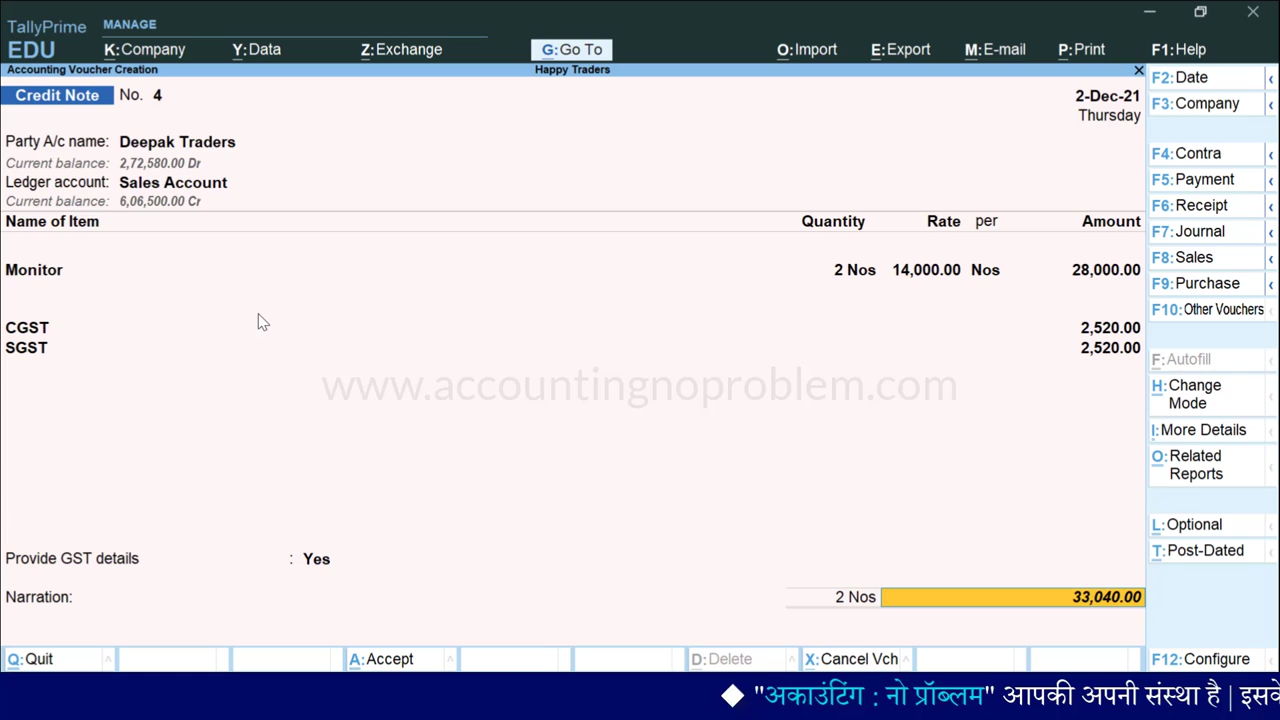 TallyPrime
EDU
MANAGE
K:Company Y:Data Z:Exchange G:Go To O:Import E:Export M:E-mail P:Print F1:Help
Accounting Voucher Creation Happy Traders
Credit Note No. 4 2-Dec-21
Thursday
Party A/c name: Deepak Traders
Current balance: 2,72,580.00 Dr
Ledger account: Sales Account
Current balance: 6,06,500.00 Cr
Name of Item Quantity Rate per Amount
Monitor 2 Nos 14,000.00 Nos 28,000.00
CGST 2,520.00
SGST 2,520.00
www.accountingnoproblem.com
Provide GST details : Yes
Narration: 2 Nos 33,040.00
F2:Date
F3:Company
F4:Contra
F5:Payment
F6:Receipt
F7:Journal
F8:Sales
F9:Purchase
F10:Other Vouchers
F:Autofill
H:Change
Mode
I:More Details
O:Related
Reports
L:Optional
T:Post-Dated
Q:Quit A:Accept D:Delete X:Cancel Vch F12:Configure
"अकाउंटिंग : नो प्रॉब्लम" आपकी अपनी संस्था है | इसके